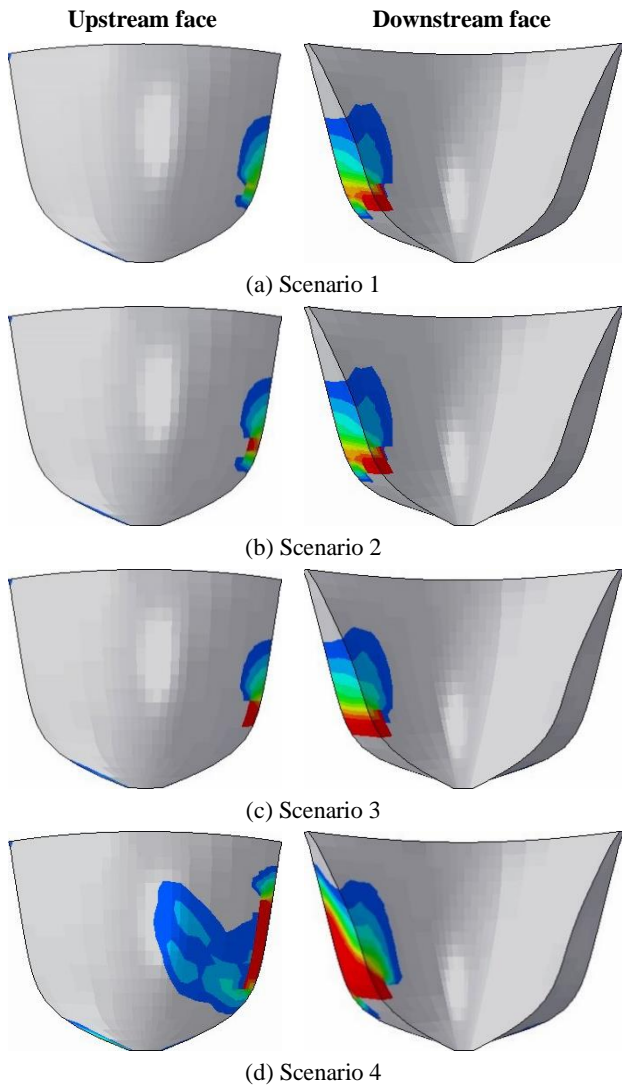 Upstream face
Downstream face
(a) Scenario 1
(b) Scenario 2
(c) Scenario 3
(d) Scenario 4